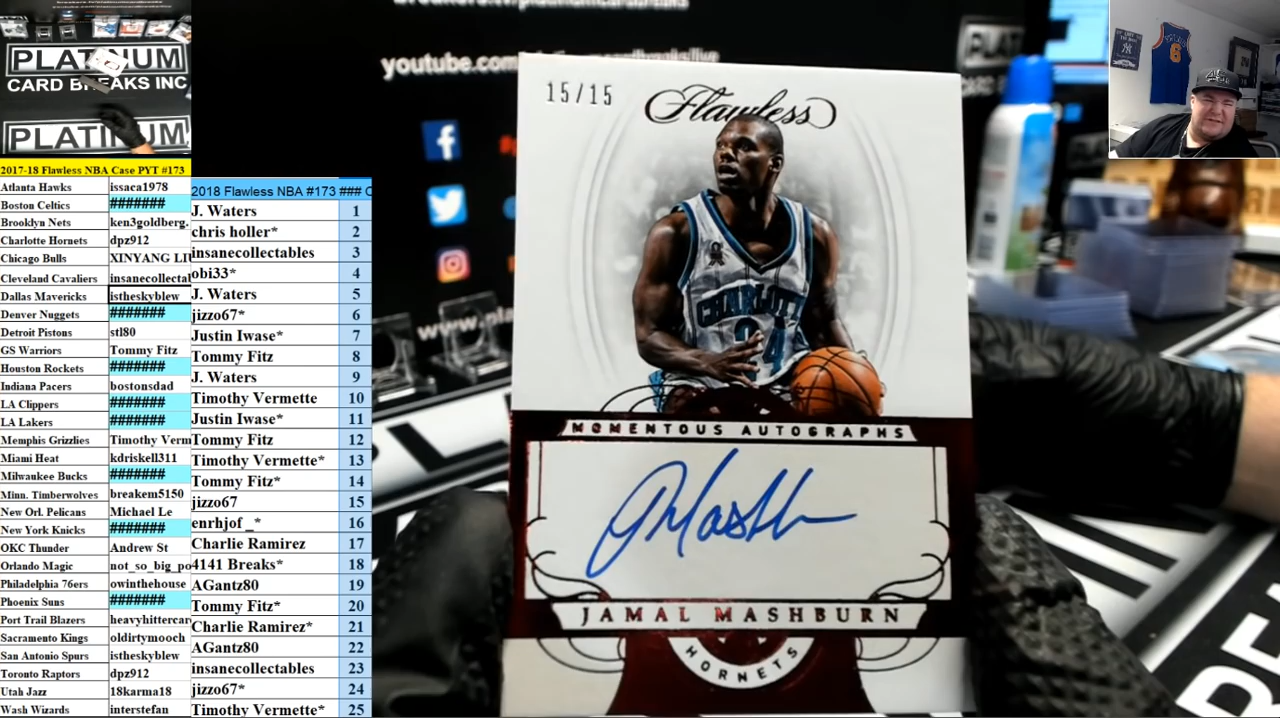 PLATINUM
CARD BREAKS INC
PLATINUM
2017-18 Flawless NBA Case PYT #173
Atlanta Hawks issaca1978
Boston Celtics #######
Brooklyn Nets ken3goldberg.
Charlotte Hornets dpz912
Chicago Bulls XINYANG LIU
Cleveland Cavaliers insanecollectal
Dallas Mavericks istheskyblew
Denver Nuggets #######
Detroit Pistons stl80
GS Warriors Tommy Fitz
Houston Rockets #######
Indiana Pacers bostonsdad
LA Clippers #######
LA Lakers #######
Memphis Grizzlies Timothy Verm
Miami Heat kdriskell311
Milwaukee Bucks #######
Minn. Timberwolves breakem5150
New Orl. Pelicans Michael Le
New York Knicks #######
OKC Thunder Andrew St
Orlando Magic not_so_big_po
Philadelphia 76ers owinthehouse
Phoenix Suns #######
Port Trail Blazers heavyhittercar
Sacramento Kings oldirtymooch
San Antonio Spurs istheskyblew
Toronto Raptors dpz912
Utah Jazz 18karma18
Wash Wizards interstefan
2018 Flawless NBA #173 ### C
J. Waters 1
chris holler* 2
insanecollectables 3
obi33* 4
J. Waters 5
jizzo67* 6
Justin Iwase* 7
Tommy Fitz 8
J. Waters 9
Timothy Vermette 10
Justin Iwase* 11
Tommy Fitz 12
Timothy Vermette* 13
Tommy Fitz* 14
jizzo67 15
enrhjof _* 16
Charlie Ramirez 17
4141 Breaks* 18
AGantz80 19
Tommy Fitz* 20
Charlie Ramirez* 21
AGantz80 22
insanecollectables 23
jizzo67* 24
Timothy Vermette* 25
youtube.com
www.pla
15/15
Flawless
CHARLOTTE
24
MOMENTOUS AUTOGRAPHS
JMash
JAMAL MASHBURN
HORNETS
PLAT
CARD
6